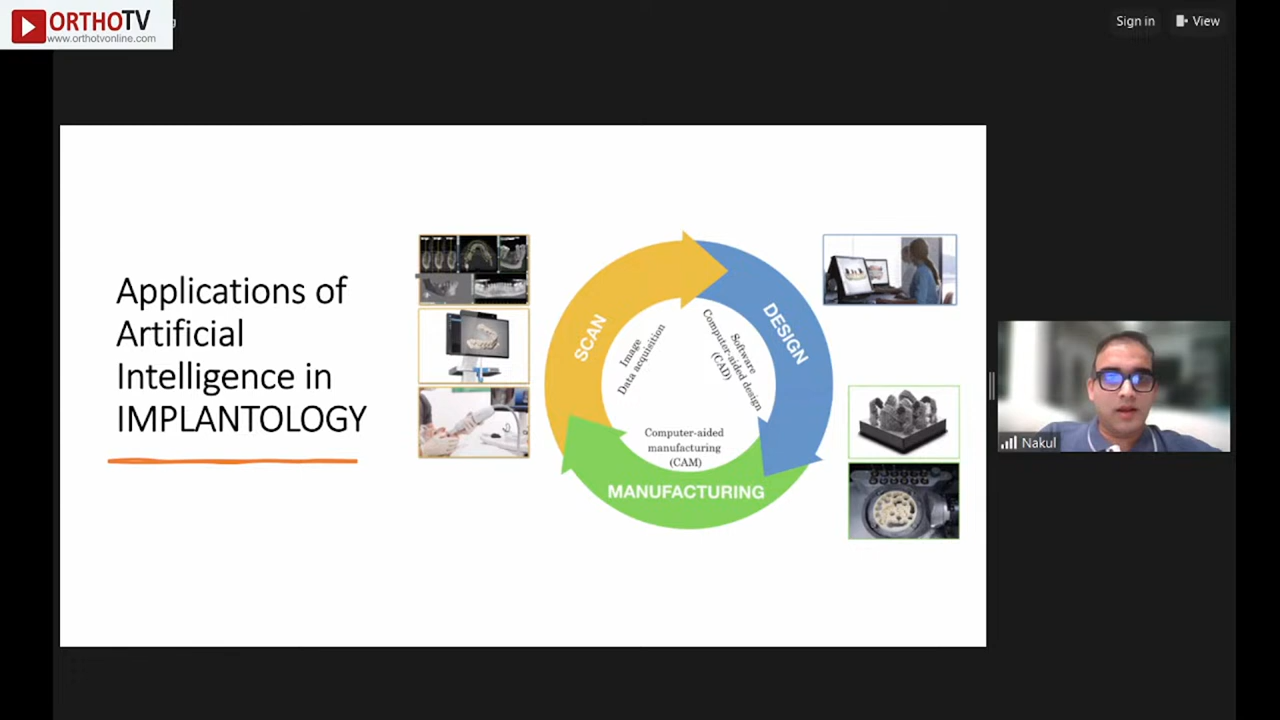 ORTHOTV
www.orthotvonline.com
Sign in
View
Applications of
Artificial
Intelligence in
IMPLANTOLOGY
SCAN
Image
Data acquisition
DESIGN
Software
Computer-aided design
(CAD)
Computer-aided
manufacturing
(CAM)
MANUFACTURING
Nakul